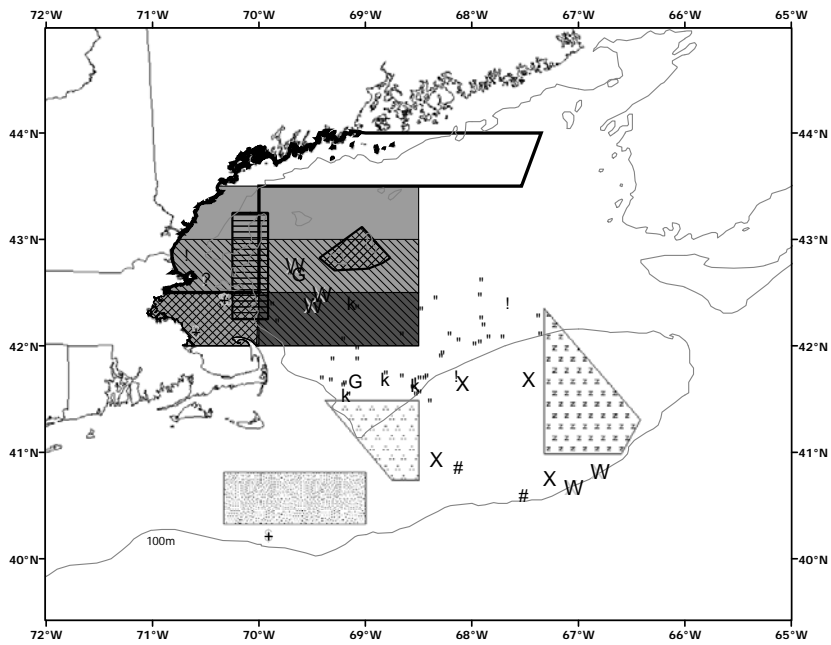 72°W 71°W 70°W 69°W 68°W 67°W 66°W 65°W
44°N 44°N
43°N 43°N
!
W
G
?
" 
W
+ W k " !
+
" k G k k ! X X
X # X W
# W
41°N 41°N
42°N 42°N
+
100m
40°N 40°N
72°W 71°W 70°W 69°W 68°W 67°W 66°W 65°W